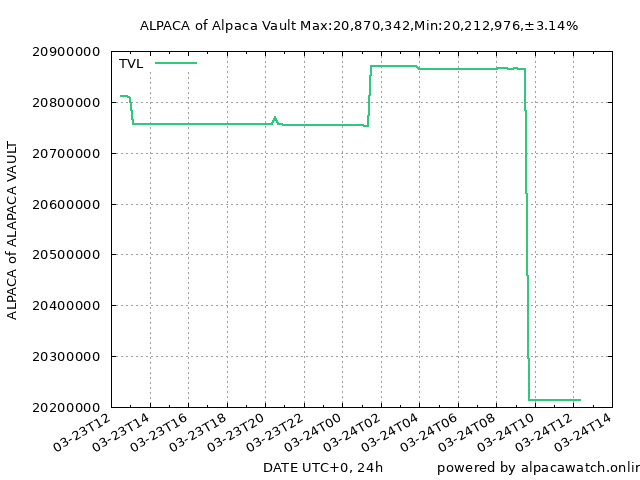 ALPACA of Alpaca Vault Max:20,870,342,Min:20,212,976,±3.14%
TVL
20900000
20800000
20700000
20600000
20500000
20400000
20300000
20200000
ALPACA of ALAPACA VAULT
03-23T12
03-23T14
03-23T16
03-23T18
03-23T20
03-23T22
03-24T00
03-24T02
03-24T04
03-24T06
03-24T08
03-24T10
03-24T12
03-24T14
DATE UTC+0, 24h
powered by alpacawatch.onlin